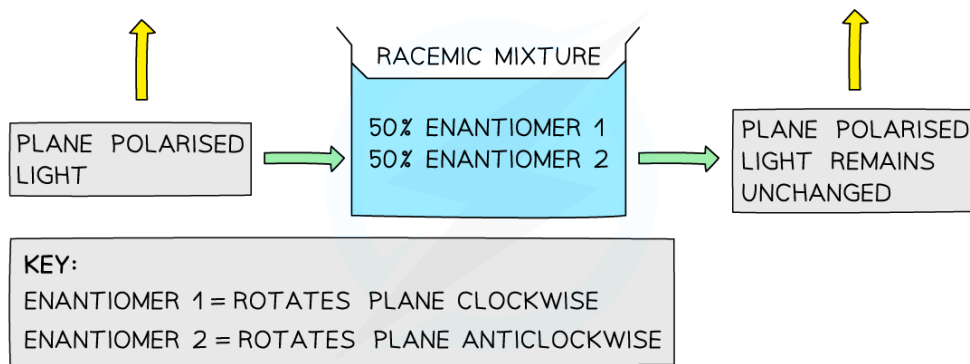 RACEMIC MIXTURE
PLANE POLARISED
LIGHT
50% ENANTIOMER 1
50% ENANTIOMER 2
PLANE POLARISED
LIGHT REMAINS
UNCHANGED
KEY:
ENANTIOMER 1 = ROTATES PLANE CLOCKWISE
ENANTIOMER 2 = ROTATES PLANE ANTICLOCKWISE